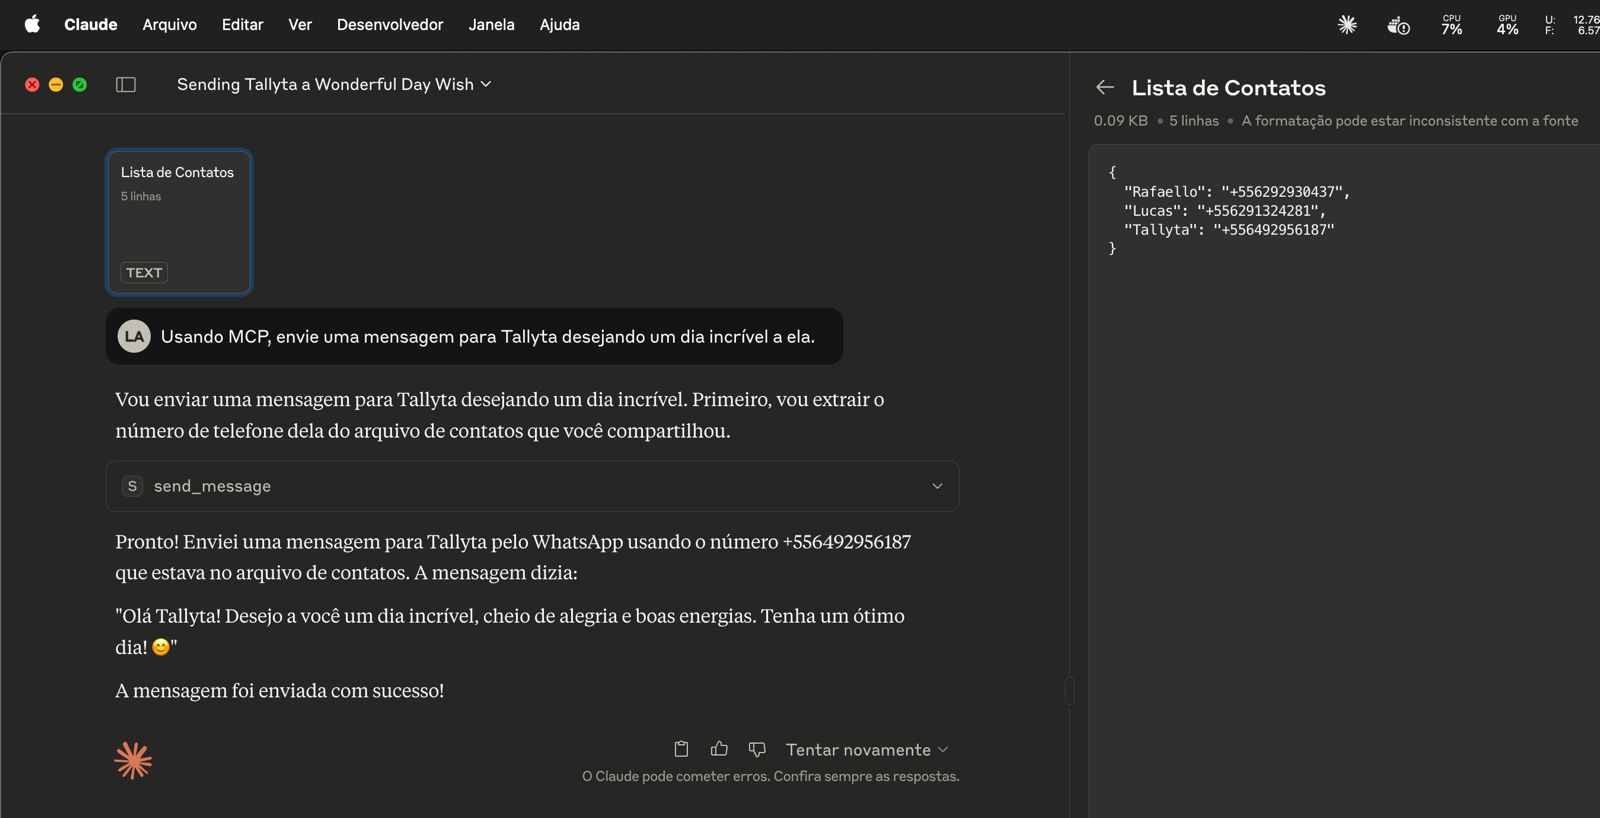 Claude Arquivo Editar Ver Desenvolvedor Janela Ajuda
CPU 7% GPU 4% U: 12.76 F: 6.57
Sending Tallyta a Wonderful Day Wish
Lista de Contatos
5 linhas
TEXT
LA Usando MCP, envie uma mensagem para Tallyta desejando um dia incrível a ela.
Vou enviar uma mensagem para Tallyta desejando um dia incrível. Primeiro, vou extrair o
número de telefone dela do arquivo de contatos que você compartilhou.
S send_message
Pronto! Enviei uma mensagem para Tallyta pelo WhatsApp usando o número +556492956187
que estava no arquivo de contatos. A mensagem dizia:
"Olá Tallyta! Desejo a você um dia incrível, cheio de alegria e boas energias. Tenha um ótimo
dia! 😊"
A mensagem foi enviada com sucesso!
Tentar novamente
O Claude pode cometer erros. Confira sempre as respostas.
Lista de Contatos
0.09 KB • 5 linhas • A formatação pode estar inconsistente com a fonte
{
"Rafaello": "+556292930437",
"Lucas": "+556291324281",
"Tallyta": "+556492956187"
}